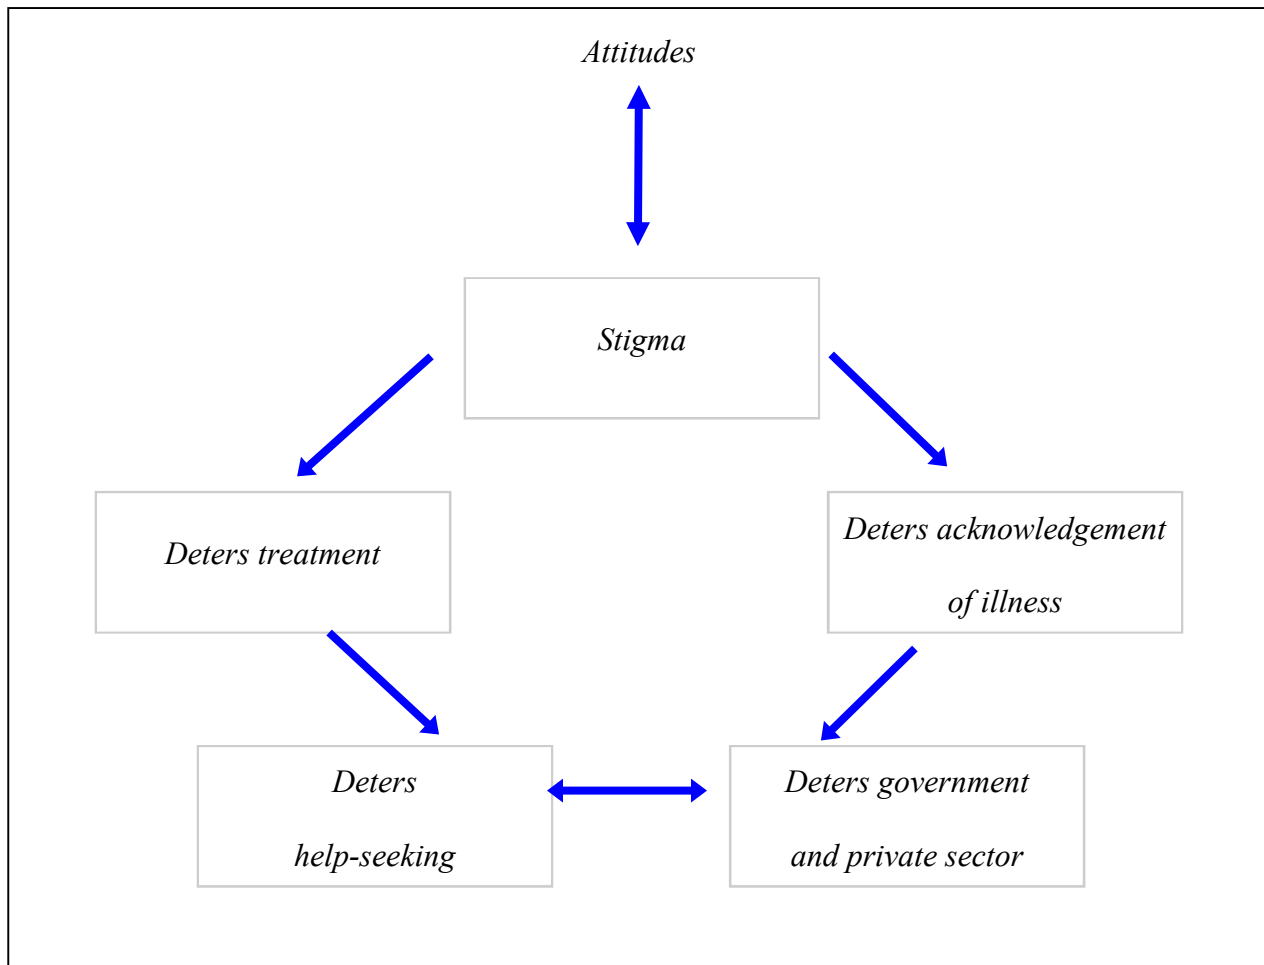 Attitudes
Stigma
Deters treatment
Deters acknowledgement
of illness
Deters
help-seeking
Deters government
and private sector